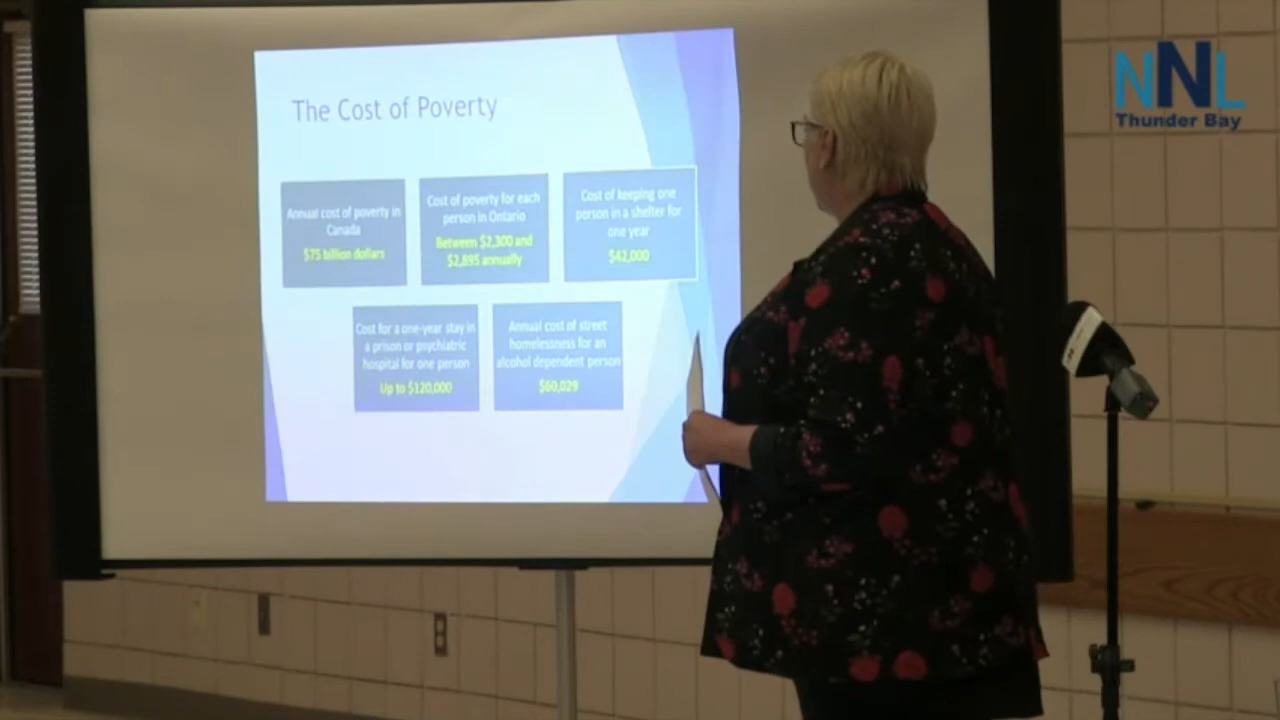 NNL
Thunder Bay
The Cost of Poverty
Annual cost of poverty in
Canada
$75 billion dollars
Cost of poverty for each
person in Ontario
Between $2,300 and
$2,895 annually
Cost of keeping one
person in a shelter for
one year
$42,000
Cost for a one-year stay in
a prison or psychiatric
hospital for one person
Up to $120,000
Annual cost of street
homelessness for an
alcohol dependent person
$60,029